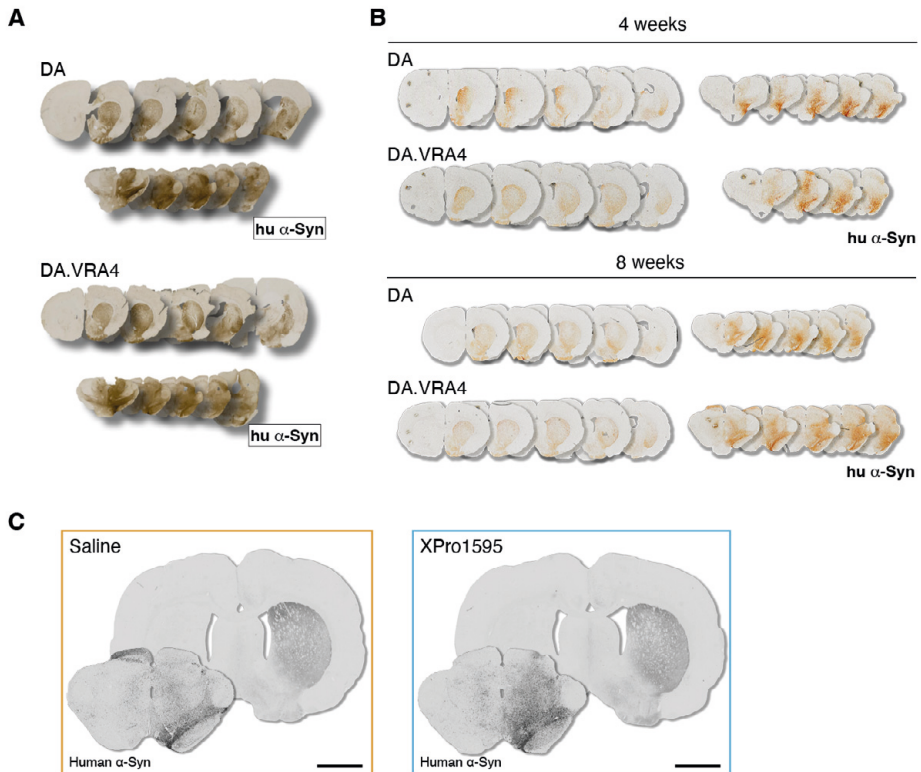 A
DA
hu α-Syn
DA.VRA4
hu α-Syn
B
4 weeks
DA
DA.VRA4
hu α-Syn
8 weeks
DA
DA.VRA4
hu α-Syn
C
Saline
Human α-Syn
XPro1595
Human α-Syn